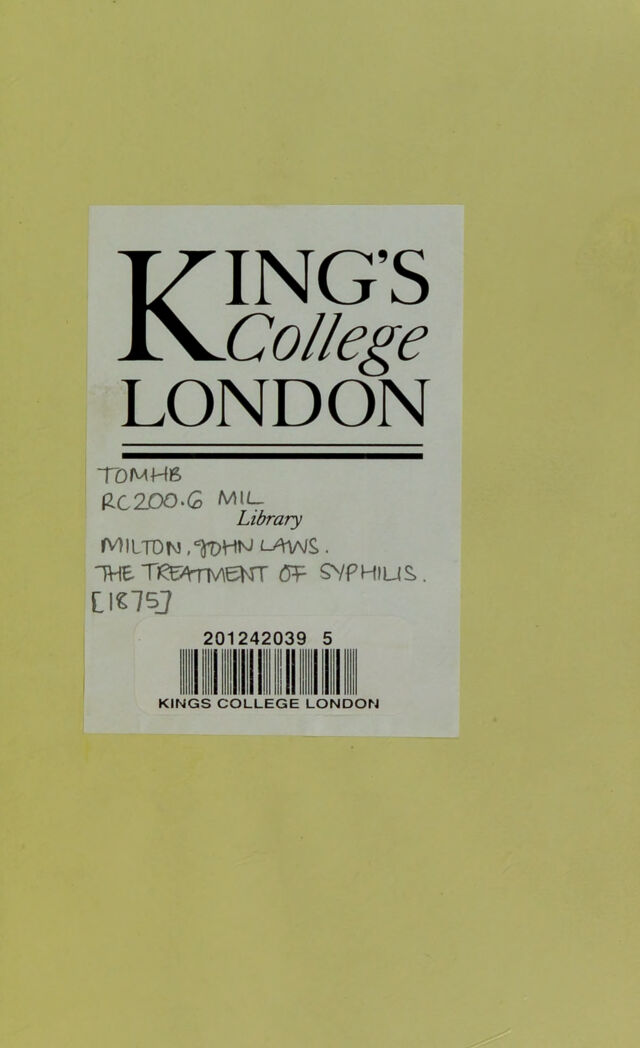 KING'S
College
LONDON
TOMHB
RC200.6 MIL
Library
MILTON, JOHN LAWS.
THE TREATMENT OF SYPHILIS.
[1875]
201242039 5
KINGS COLLEGE LONDON